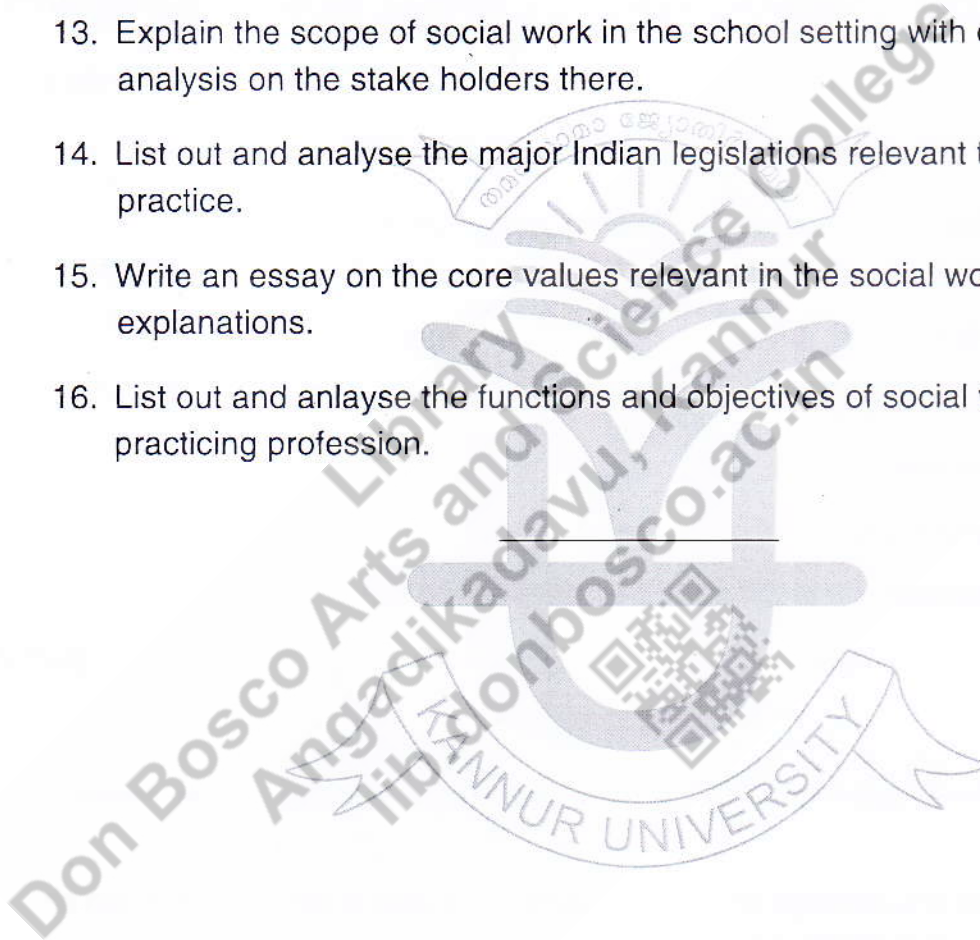 13. Explain the scope of social work in the school setting with
analysis on the stake holders there.
14. List out and analyse the major Indian legislations relevant
practice.
15. Write an essay on the core values relevant in the social
explanations.
16. List out and anlayse the functions and objectives of social
practicing profession.
Library
Don Bosco Arts and Science College
Angadikadavu, Kannur
lib.donbosco.ac.in
KANNUR UNIVERSITY